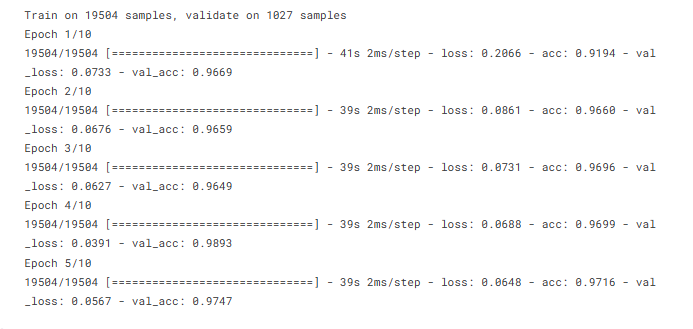 Train on 19504 samples, validate on 1027 samples
Epoch 1/10
19504/19504 [==============================] - 41s 2ms/step - loss: 0.2066 - acc: 0.9194 - val
_loss: 0.0733 - val_acc: 0.9669
Epoch 2/10
19504/19504 [==============================] - 39s 2ms/step - loss: 0.0861 - acc: 0.9660 - val
_loss: 0.0676 - val_acc: 0.9659
Epoch 3/10
19504/19504 [==============================] - 39s 2ms/step - loss: 0.0731 - acc: 0.9696 - val
_loss: 0.0627 - val_acc: 0.9649
Epoch 4/10
19504/19504 [==============================] - 39s 2ms/step - loss: 0.0688 - acc: 0.9699 - val
_loss: 0.0391 - val_acc: 0.9893
Epoch 5/10
19504/19504 [==============================] - 39s 2ms/step - loss: 0.0648 - acc: 0.9716 - val
_loss: 0.0567 - val_acc: 0.9747